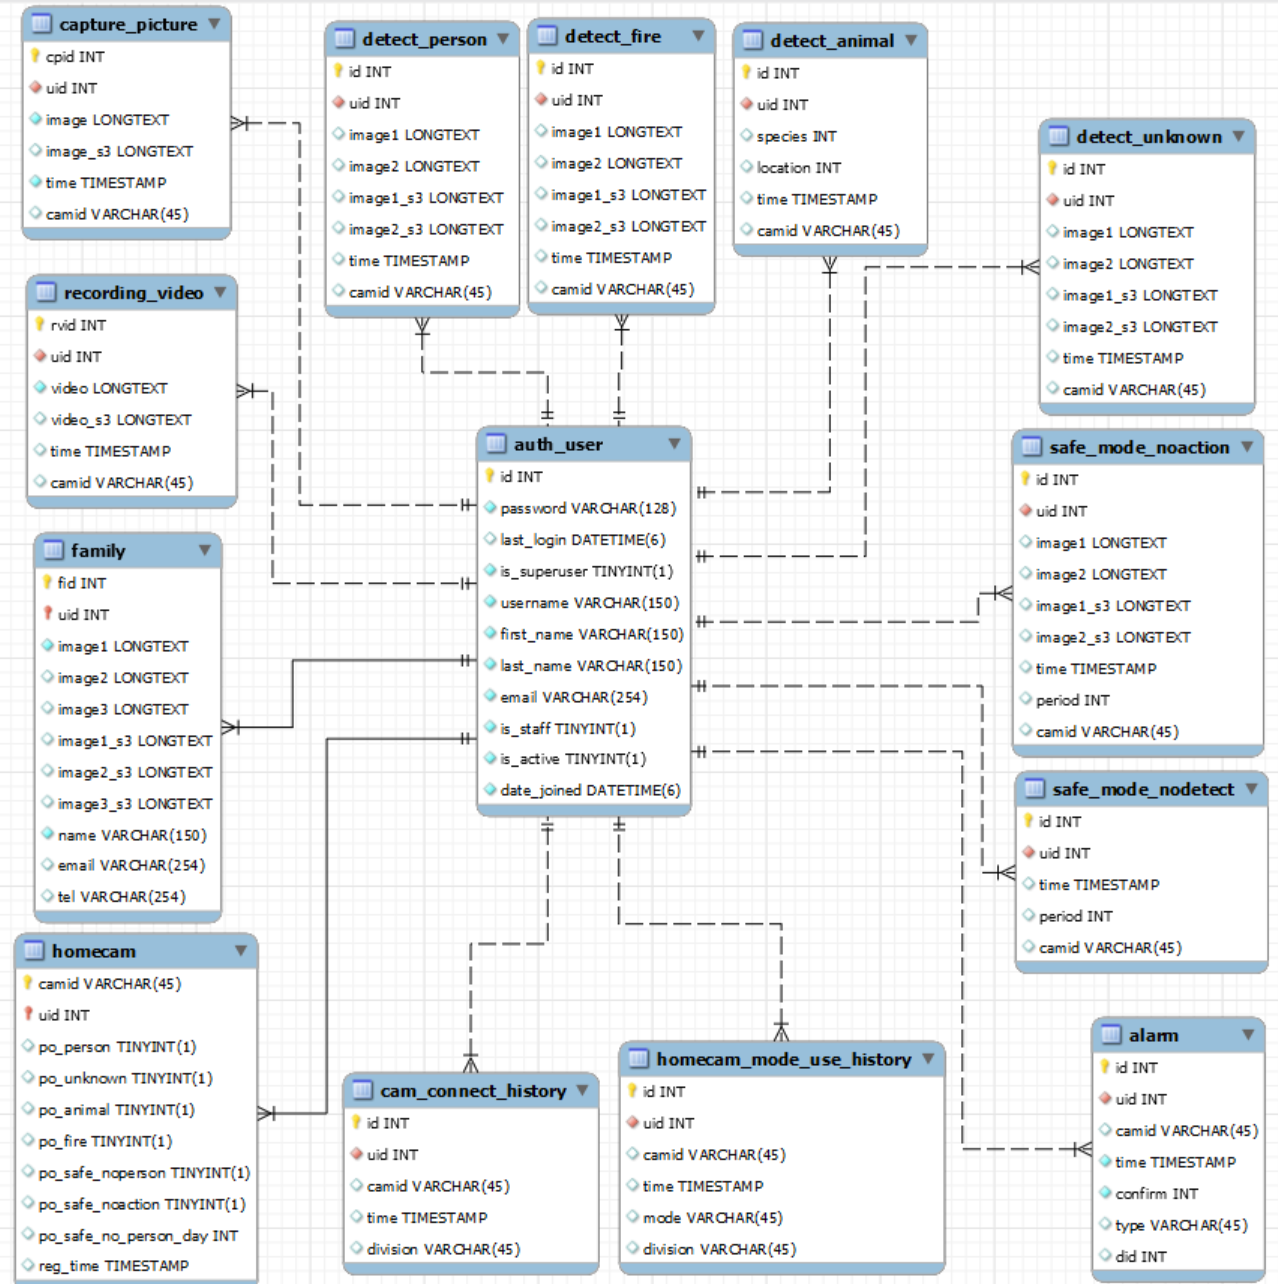 capture_picture
cpid INT
uid INT
image LONGTEXT
image_s3 LONGTEXT
time TIMESTAMP
camid VARCHAR(45)
detect_person
id INT
uid INT
image1 LONGTEXT
image2 LONGTEXT
image1_s3 LONGTEXT
image2_s3 LONGTEXT
time TIMESTAMP
camid VARCHAR(45)
detect_fire
id INT
uid INT
image1 LONGTEXT
image2 LONGTEXT
image1_s3 LONGTEXT
image2_s3 LONGTEXT
time TIMESTAMP
camid VARCHAR(45)
detect_animal
id INT
uid INT
species INT
location INT
time TIMESTAMP
camid VARCHAR(45)
detect_unknown
id INT
uid INT
image1 LONGTEXT
image2 LONGTEXT
image1_s3 LONGTEXT
image2_s3 LONGTEXT
time TIMESTAMP
camid VARCHAR(45)
recording_video
rvid INT
uid INT
video LONGTEXT
video_s3 LONGTEXT
time TIMESTAMP
camid VARCHAR(45)
auth_user
id INT
password VARCHAR(128)
last_login DATETIME(6)
is_superuser TINYINT(1)
username VARCHAR(150)
first_name VARCHAR(150)
last_name VARCHAR(150)
email VARCHAR(254)
is_staff TINYINT(1)
is_active TINYINT(1)
date_joined DATETIME(6)
safe_mode_noaction
id INT
uid INT
image1 LONGTEXT
image2 LONGTEXT
image1_s3 LONGTEXT
image2_s3 LONGTEXT
time TIMESTAMP
period INT
camid VARCHAR(45)
family
fid INT
uid INT
image1 LONGTEXT
image2 LONGTEXT
image3 LONGTEXT
image1_s3 LONGTEXT
image2_s3 LONGTEXT
image3_s3 LONGTEXT
name VARCHAR(150)
email VARCHAR(254)
tel VARCHAR(254)
safe_mode_nodetect
id INT
uid INT
time TIMESTAMP
period INT
camid VARCHAR(45)
homecam
camid VARCHAR(45)
uid INT
po_person TINYINT(1)
po_unknown TINYINT(1)
po_animal TINYINT(1)
po_fire TINYINT(1)
po_safe_noperson TINYINT(1)
po_safe_noaction TINYINT(1)
po_safe_no_person_day INT
reg_time TIMESTAMP
cam_connect_history
id INT
uid INT
camid VARCHAR(45)
time TIMESTAMP
division VARCHAR(45)
homecam_mode_use_history
id INT
uid INT
camid VARCHAR(45)
time TIMESTAMP
mode VARCHAR(45)
division VARCHAR(45)
alarm
id INT
uid INT
camid VARCHAR(45)
time TIMESTAMP
confirm INT
type VARCHAR(45)
did INT